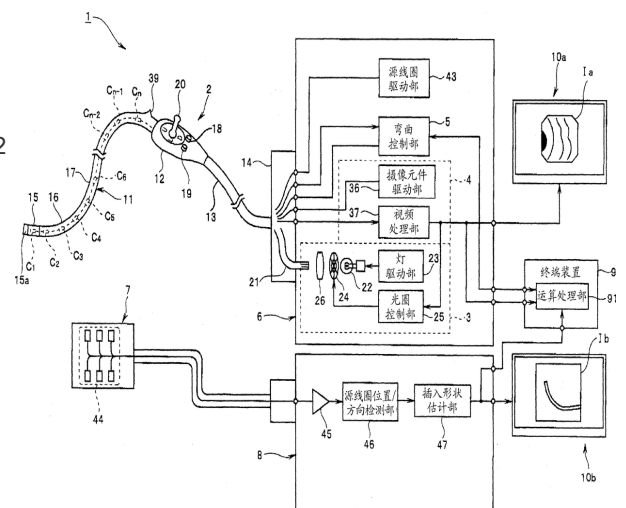 1
2
Cn-1
Cn
39
20
2
Cn-2
18
14
源线圈
驱动部
43
10a
Ia
弯曲
控制部
5
12
19
摄像元件
驱动部
36
4
17
16
C6
11
13
37
视频
处理部
15
C5
C4
C3
C2
C1
15a
灯
驱动部
23
终端装置
9
21
26
24
22
运算处理部
91
光圈
控制部
25
6
3
7
Ib
44
45
源线圈位置/
方向检测部
46
插入形状
估计部
47
8
10b